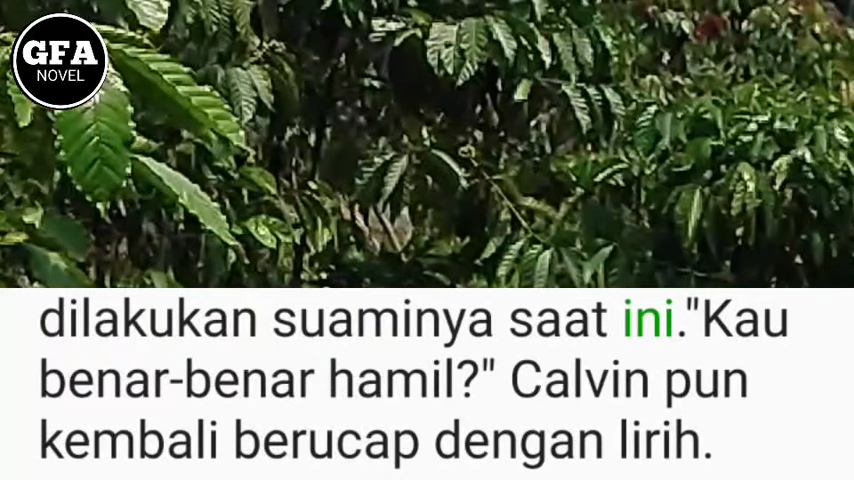 GFA
NOVEL
dilakukan suaminya saat ini."Kau
benar-benar hamil?" Calvin pun
kembali berucap dengan lirih.